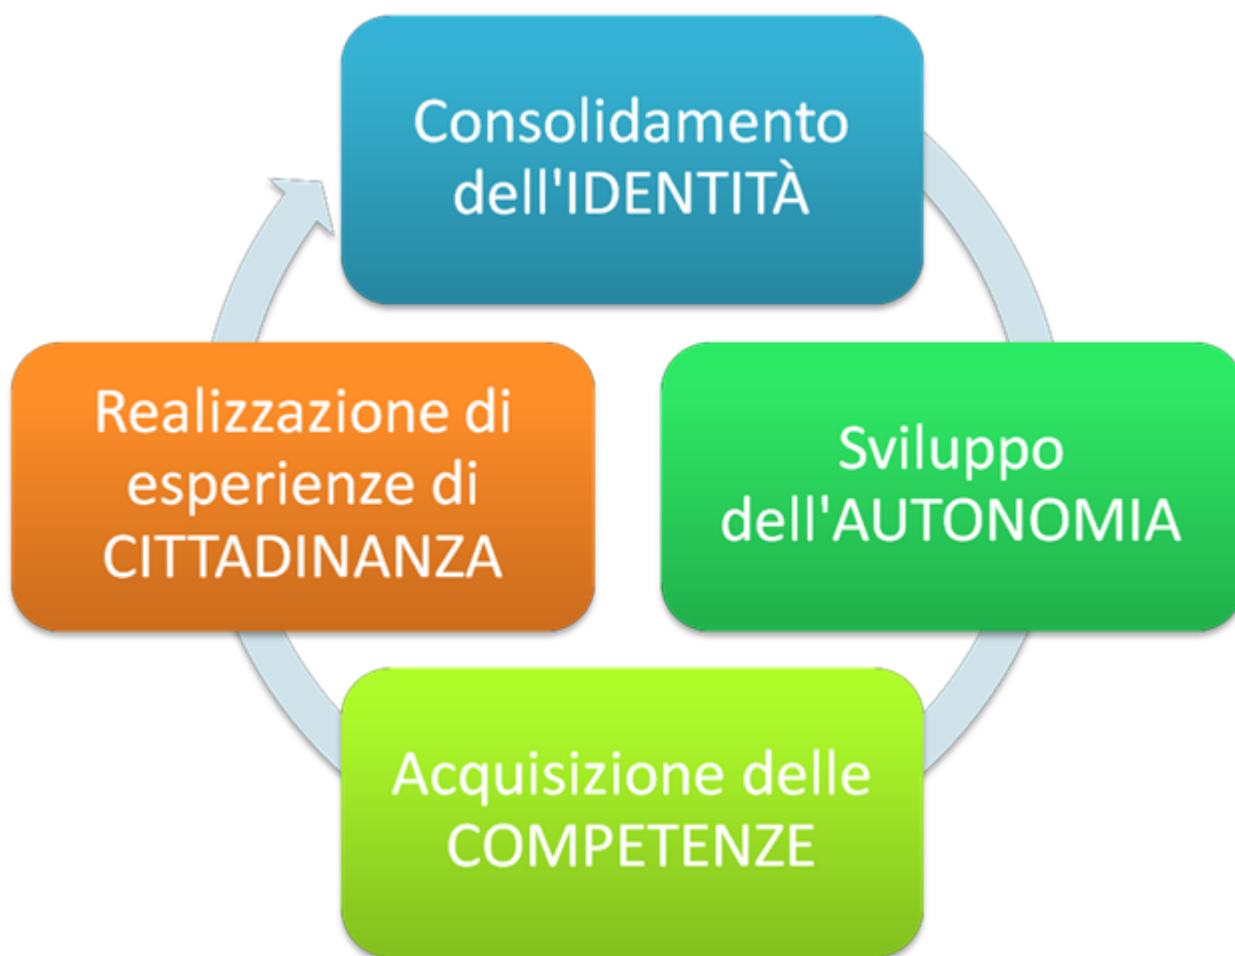 Consolidamento
dell'IDENTITÀ
Sviluppo
dell'AUTONOMIA
Acquisizione delle
COMPETENZE
Realizzazione di
esperienze di
CITTADINANZA